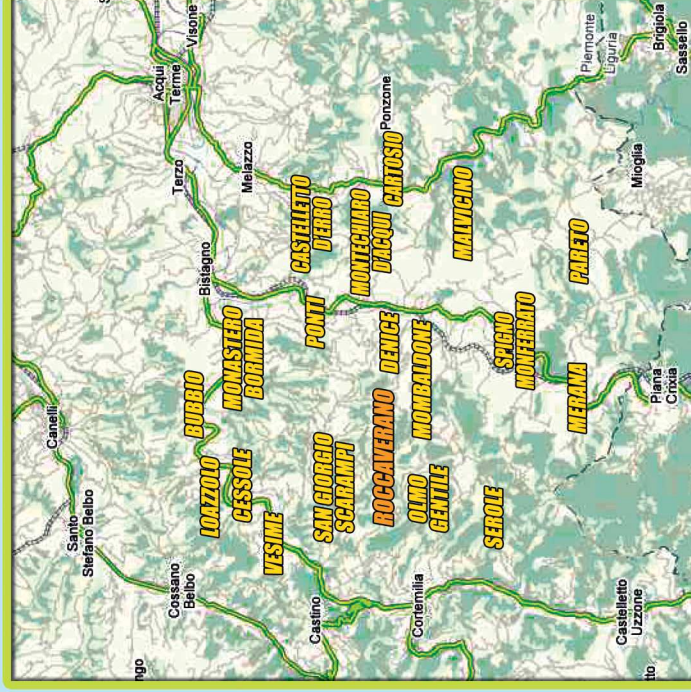 Visone
Acqui
Terme
Terzo
Melazzo
Bistagno
Canelli
Santo
Stefano Belbo
Cossano
Belbo
ngo
BUBBIO
LOAZZOLO
MONASTERO
BORMIDA
CESSOLE
VESIME
CASTELLETTO
D'ERRO
PONTI
SAN GIORGIO
SCARAMPI
Castino
MONTECHIARO
D'ACQUI
Ponzone
CARTOSIO
DENICE
ROCCAVERANO
MOMBALDONE
OLMO
GENTILE
Cortemilia
MALVICINO
SEROLE
SPIGNO
MONFERRATO
PARETO
MERANA
Piemonte
Liguria
Mioglia
Brigiola
Sassello
Piana
Crixia
Castelletto
Uzzone
tto